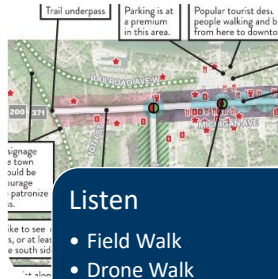 Trail underpass
Parking is at
a premium
in this area.
Popular tourist
people walking and b
from here to downto
RAILROAD AVE W
200
371
MICHIGAN AVE
signage
e town
ould be
ourage
patronize
ike to see
s, or at leas
e south sid
Listen
• Field Walk
• Drone Walk